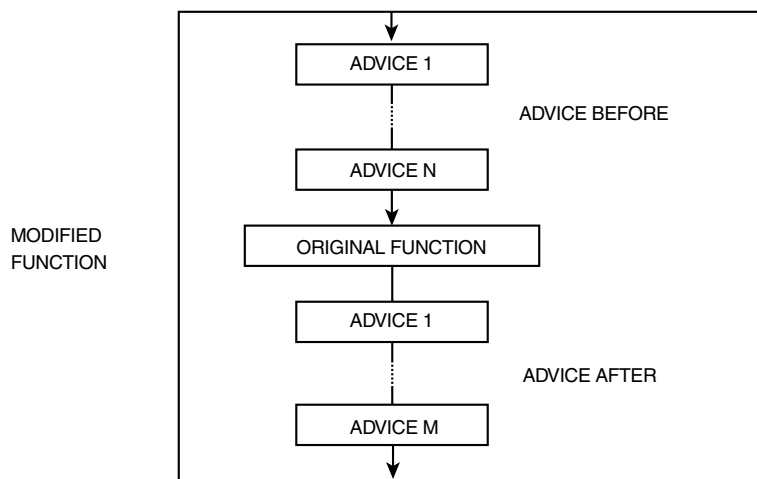 ADVICE 1
ADVICE BEFORE
ADVICE N
MODIFIED
FUNCTION
ORIGINAL FUNCTION
ADVICE 1
ADVICE AFTER
ADVICE M